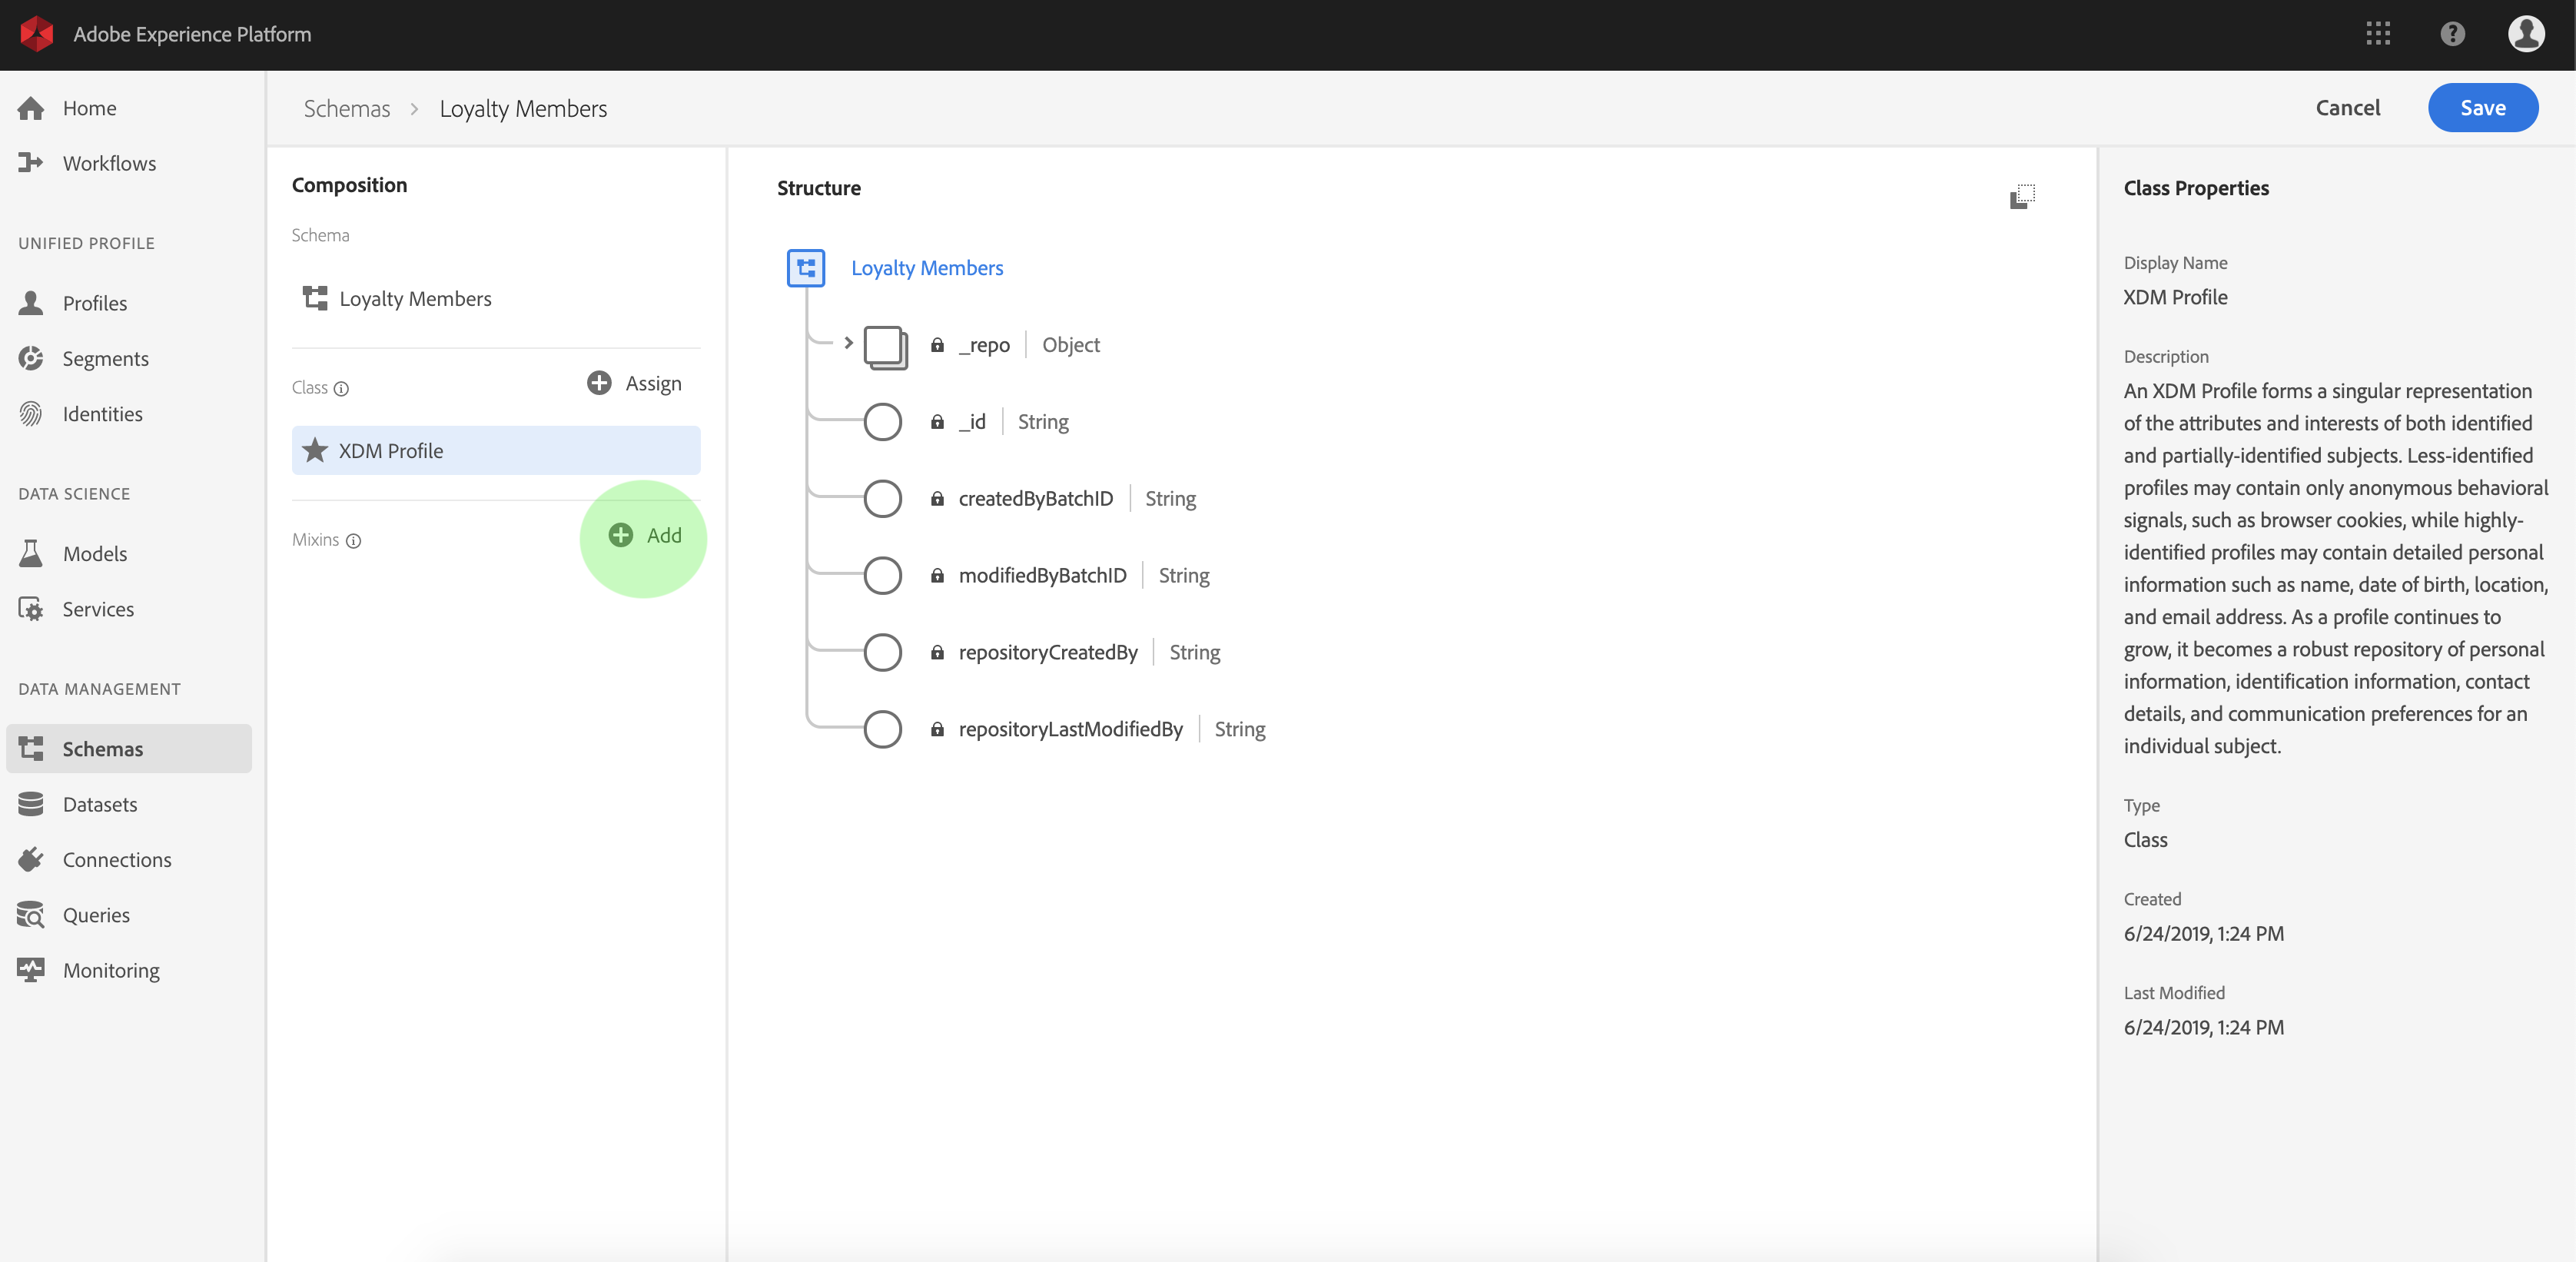 Adobe Experience Platform
?
Home
Workflows
UNIFIED PROFILE
Profiles
Segments
Identities
DATA SCIENCE
Models
Services
DATA MANAGEMENT
Schemas
Datasets
Connections
Queries
Monitoring
Schemas > Loyalty Members
Cancel
Save
Composition
Schema
Loyalty Members
Class
Assign
XDM Profile
Mixins
Add
Structure
Loyalty Members
_repo | Object
_id | String
createdByBatchID | String
modifiedByBatchID | String
repositoryCreatedBy | String
repositoryLastModifiedBy | String
Class Properties
Display Name
XDM Profile
Description
An XDM Profile forms a singular representation
of the attributes and interests of both identified
and partially-identified subjects. Less-identified
profiles may contain only anonymous behavioral
signals, such as browser cookies, while highly-
identified profiles may contain detailed personal
information such as name, date of birth, location,
and email address. As a profile continues to
grow, it becomes a robust repository of personal
information, identification information, contact
details, and communication preferences for an
individual subject.
Type
Class
Created
6/24/2019, 1:24 PM
Last Modified
6/24/2019, 1:24 PM